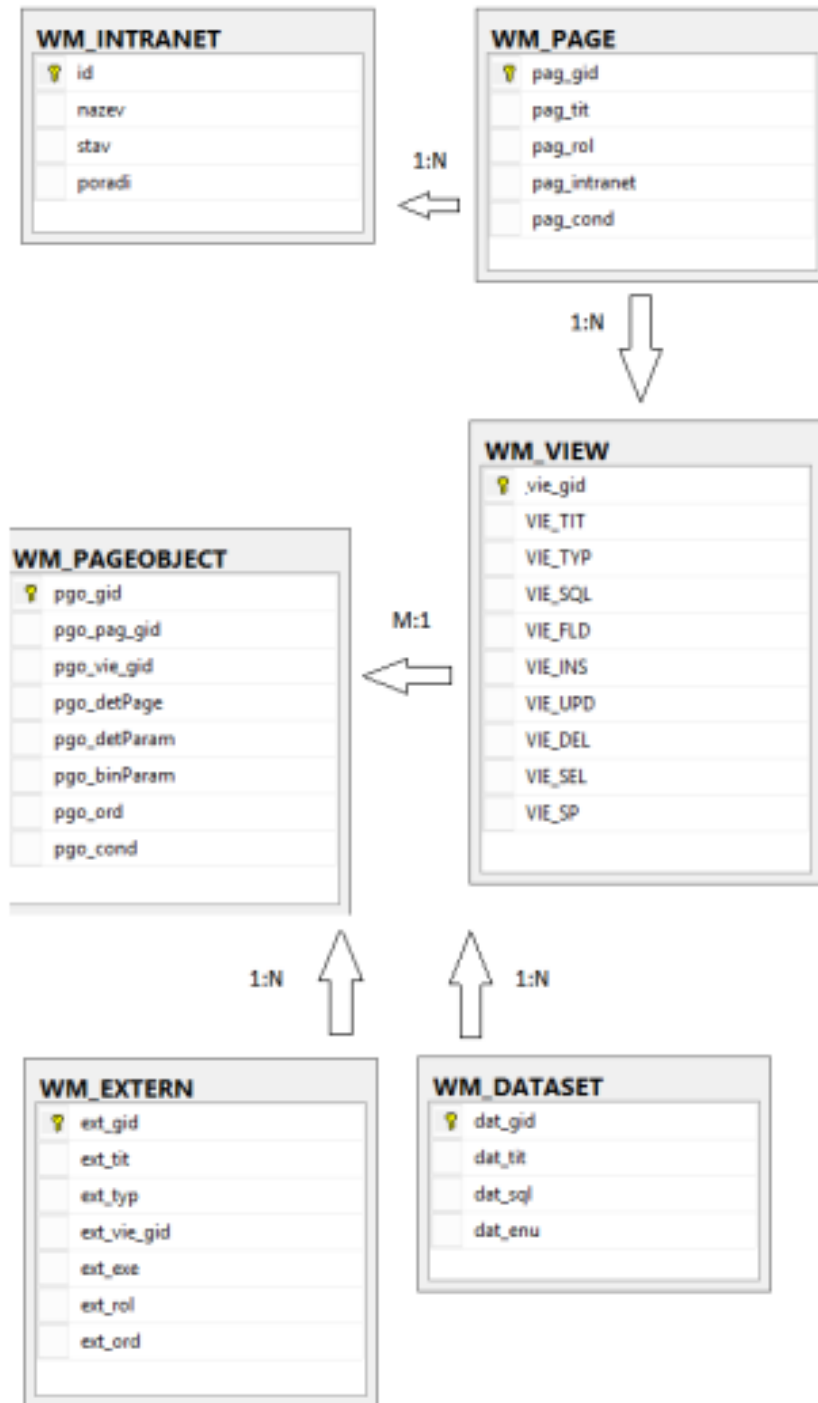 WM_INTRANET
id
nazev
stav
poradi
1:N
WM_PAGE
pag_gid
pag_tit
pag_rol
pag_intranet
pag_cond
1:N
WM_VIEW
vie_gid
VIE_TIT
VIE_TYP
VIE_SQL
VIE_FLD
VIE_INS
VIE_UPD
VIE_DEL
VIE_SEL
VIE_SP
M:1
WM_PAGEOBJECT
pgo_gid
pgo_pag_gid
pgo_vie_gid
pgo_detPage
pgo_detParam
pgo_binParam
pgo_ord
pgo_cond
1:N
1:N
WM_EXTERN
ext_gid
ext_tit
ext_typ
ext_vie_gid
ext_exe
ext_rol
ext_ord
WM_DATASET
dat_gid
dat_tit
dat_sql
dat_enu